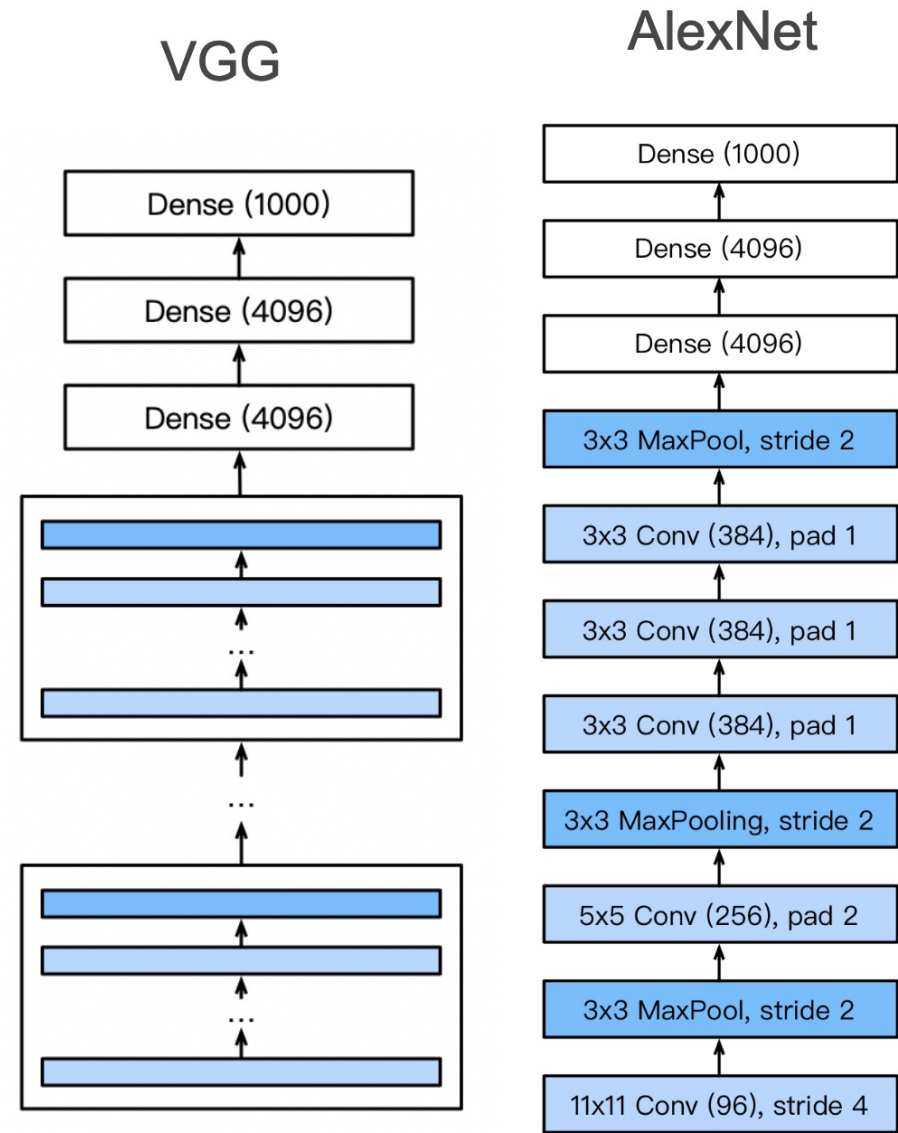 VGG
Dense (1000)
Dense (4096)
Dense (4096)
...
...
...
AlexNet
Dense (1000)
Dense (4096)
Dense (4096)
3x3 MaxPool, stride 2
3x3 Conv (384), pad 1
3x3 Conv (384), pad 1
3x3 Conv (384), pad 1
3x3 MaxPooling, stride 2
5x5 Conv (256), pad 2
3x3 MaxPool, stride 2
11x11 Conv (96), stride 4